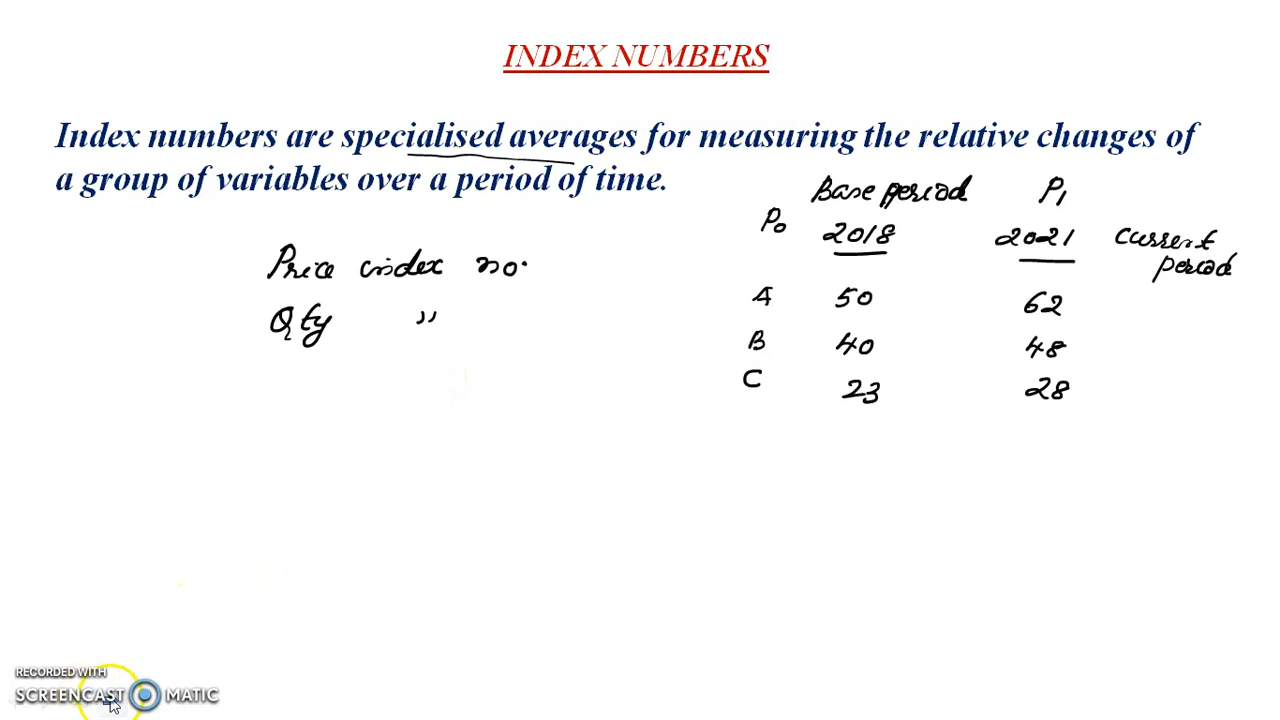 INDEX NUMBERS
Index numbers are specialised averages for measuring the relative changes of
a group of variables over a period of time.
Base period P1
P0 2018 2021 current
period
Price index no.
Qty ,,
A 50 62
B 40 48
C 23 28
RECORDED WITH
SCREENCAST MATIC